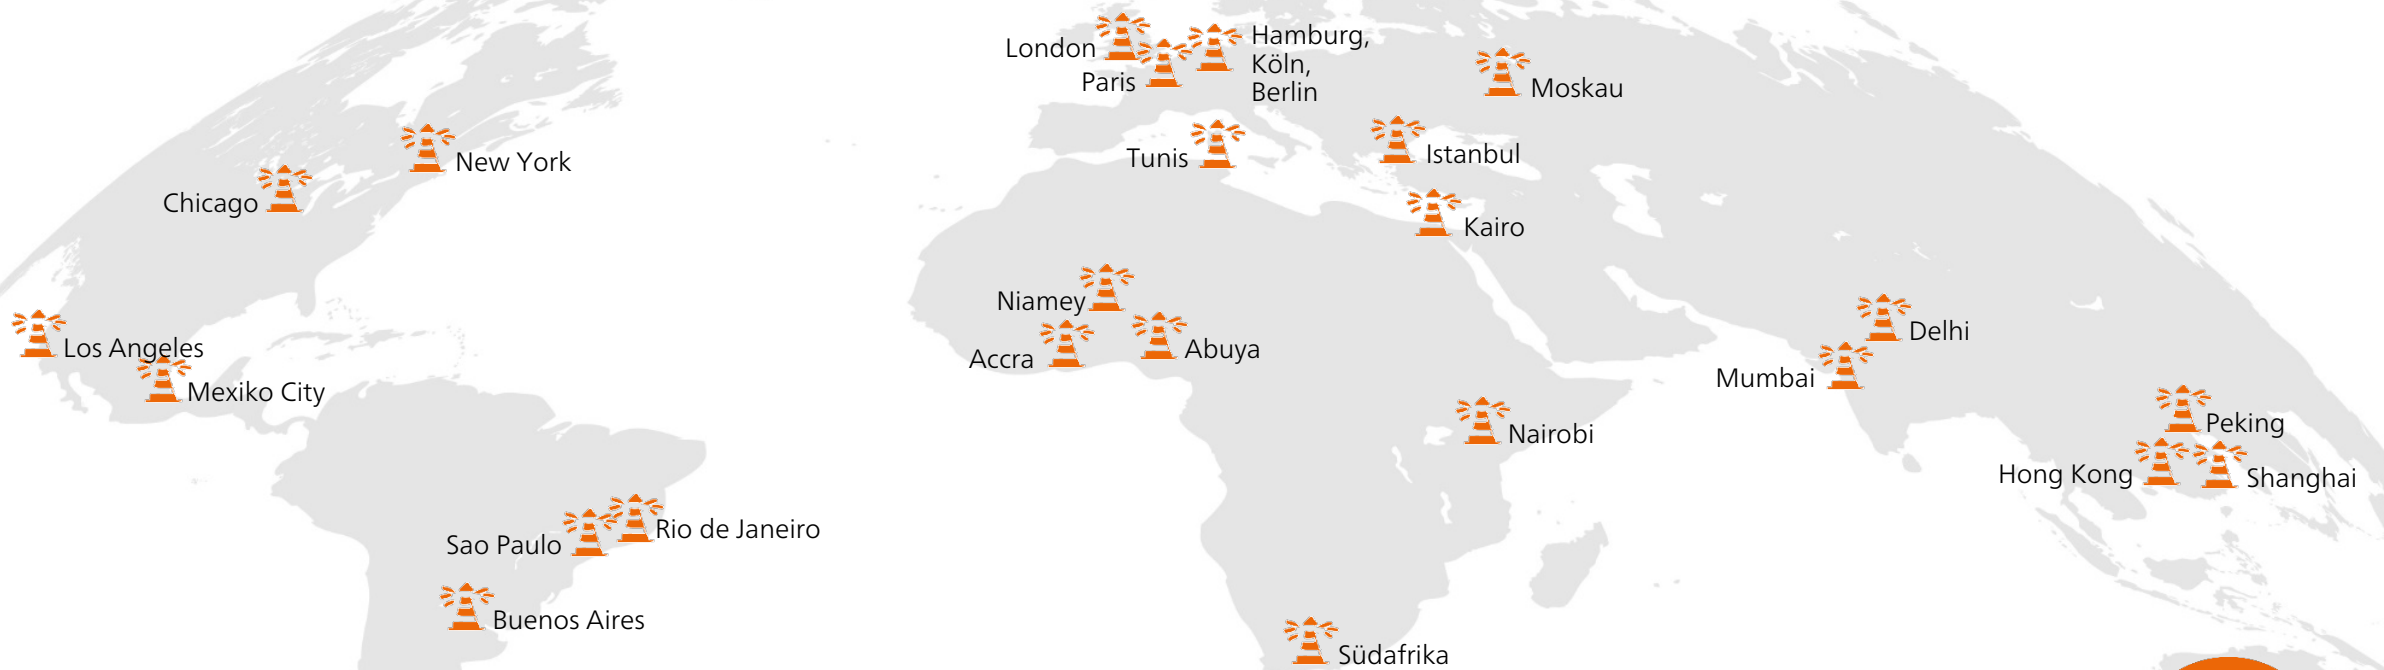 London
Paris
Hamburg,
Köln,
Berlin
Moskau
New York
Chicago
Tunis
Istanbul
Kairo
Niamey
Accra
Abuya
Los Angeles
Mexiko City
Delhi
Mumbai
Nairobi
Peking
Hong Kong
Shanghai
Sao Paulo
Rio de Janeiro
Buenos Aires
Südafrika